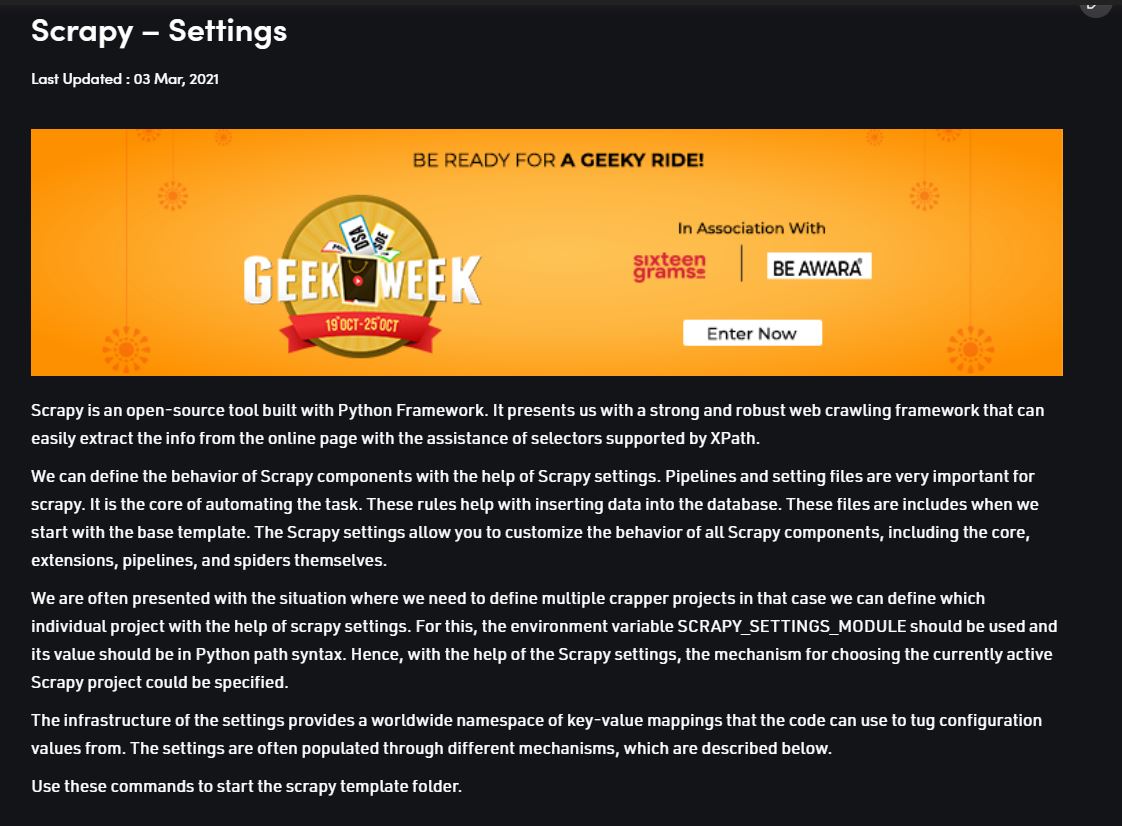 Scrapy – Settings
Last Updated : 03 Mar, 2021
BE READY FOR A GEEKY RIDE!
DSA
SDE
GEEK WEEK
19th OCT-25th OCT
In Association With
sixteen
grams
BE AWARA®
Enter Now
Scrapy is an open-source tool built with Python Framework. It presents us with a strong and robust web crawling framework that can
easily extract the info from the online page with the assistance of selectors supported by XPath.
We can define the behavior of Scrapy components with the help of Scrapy settings. Pipelines and setting files are very important for
scrapy. It is the core of automating the task. These rules help with inserting data into the database. These files are includes when we
start with the base template. The Scrapy settings allow you to customize the behavior of all Scrapy components, including the core,
extensions, pipelines, and spiders themselves.
We are often presented with the situation where we need to define multiple crapper projects in that case we can define which
individual project with the help of scrapy settings. For this, the environment variable SCRAPY_SETTINGS_MODULE should be used and
its value should be in Python path syntax. Hence, with the help of the Scrapy settings, the mechanism for choosing the currently active
Scrapy project could be specified.
The infrastructure of the settings provides a worldwide namespace of key-value mappings that the code can use to tug configuration
values from. The settings are often populated through different mechanisms, which are described below.
Use these commands to start the scrapy template folder.